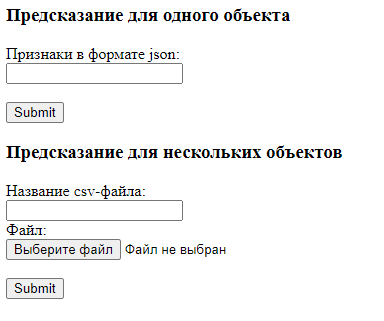 Предсказание для одного объекта
Признаки в формате json:
Submit
Предсказание для нескольких объектов
Название csv-файла:
Файл:
Выберите файл Файл не выбран
Submit